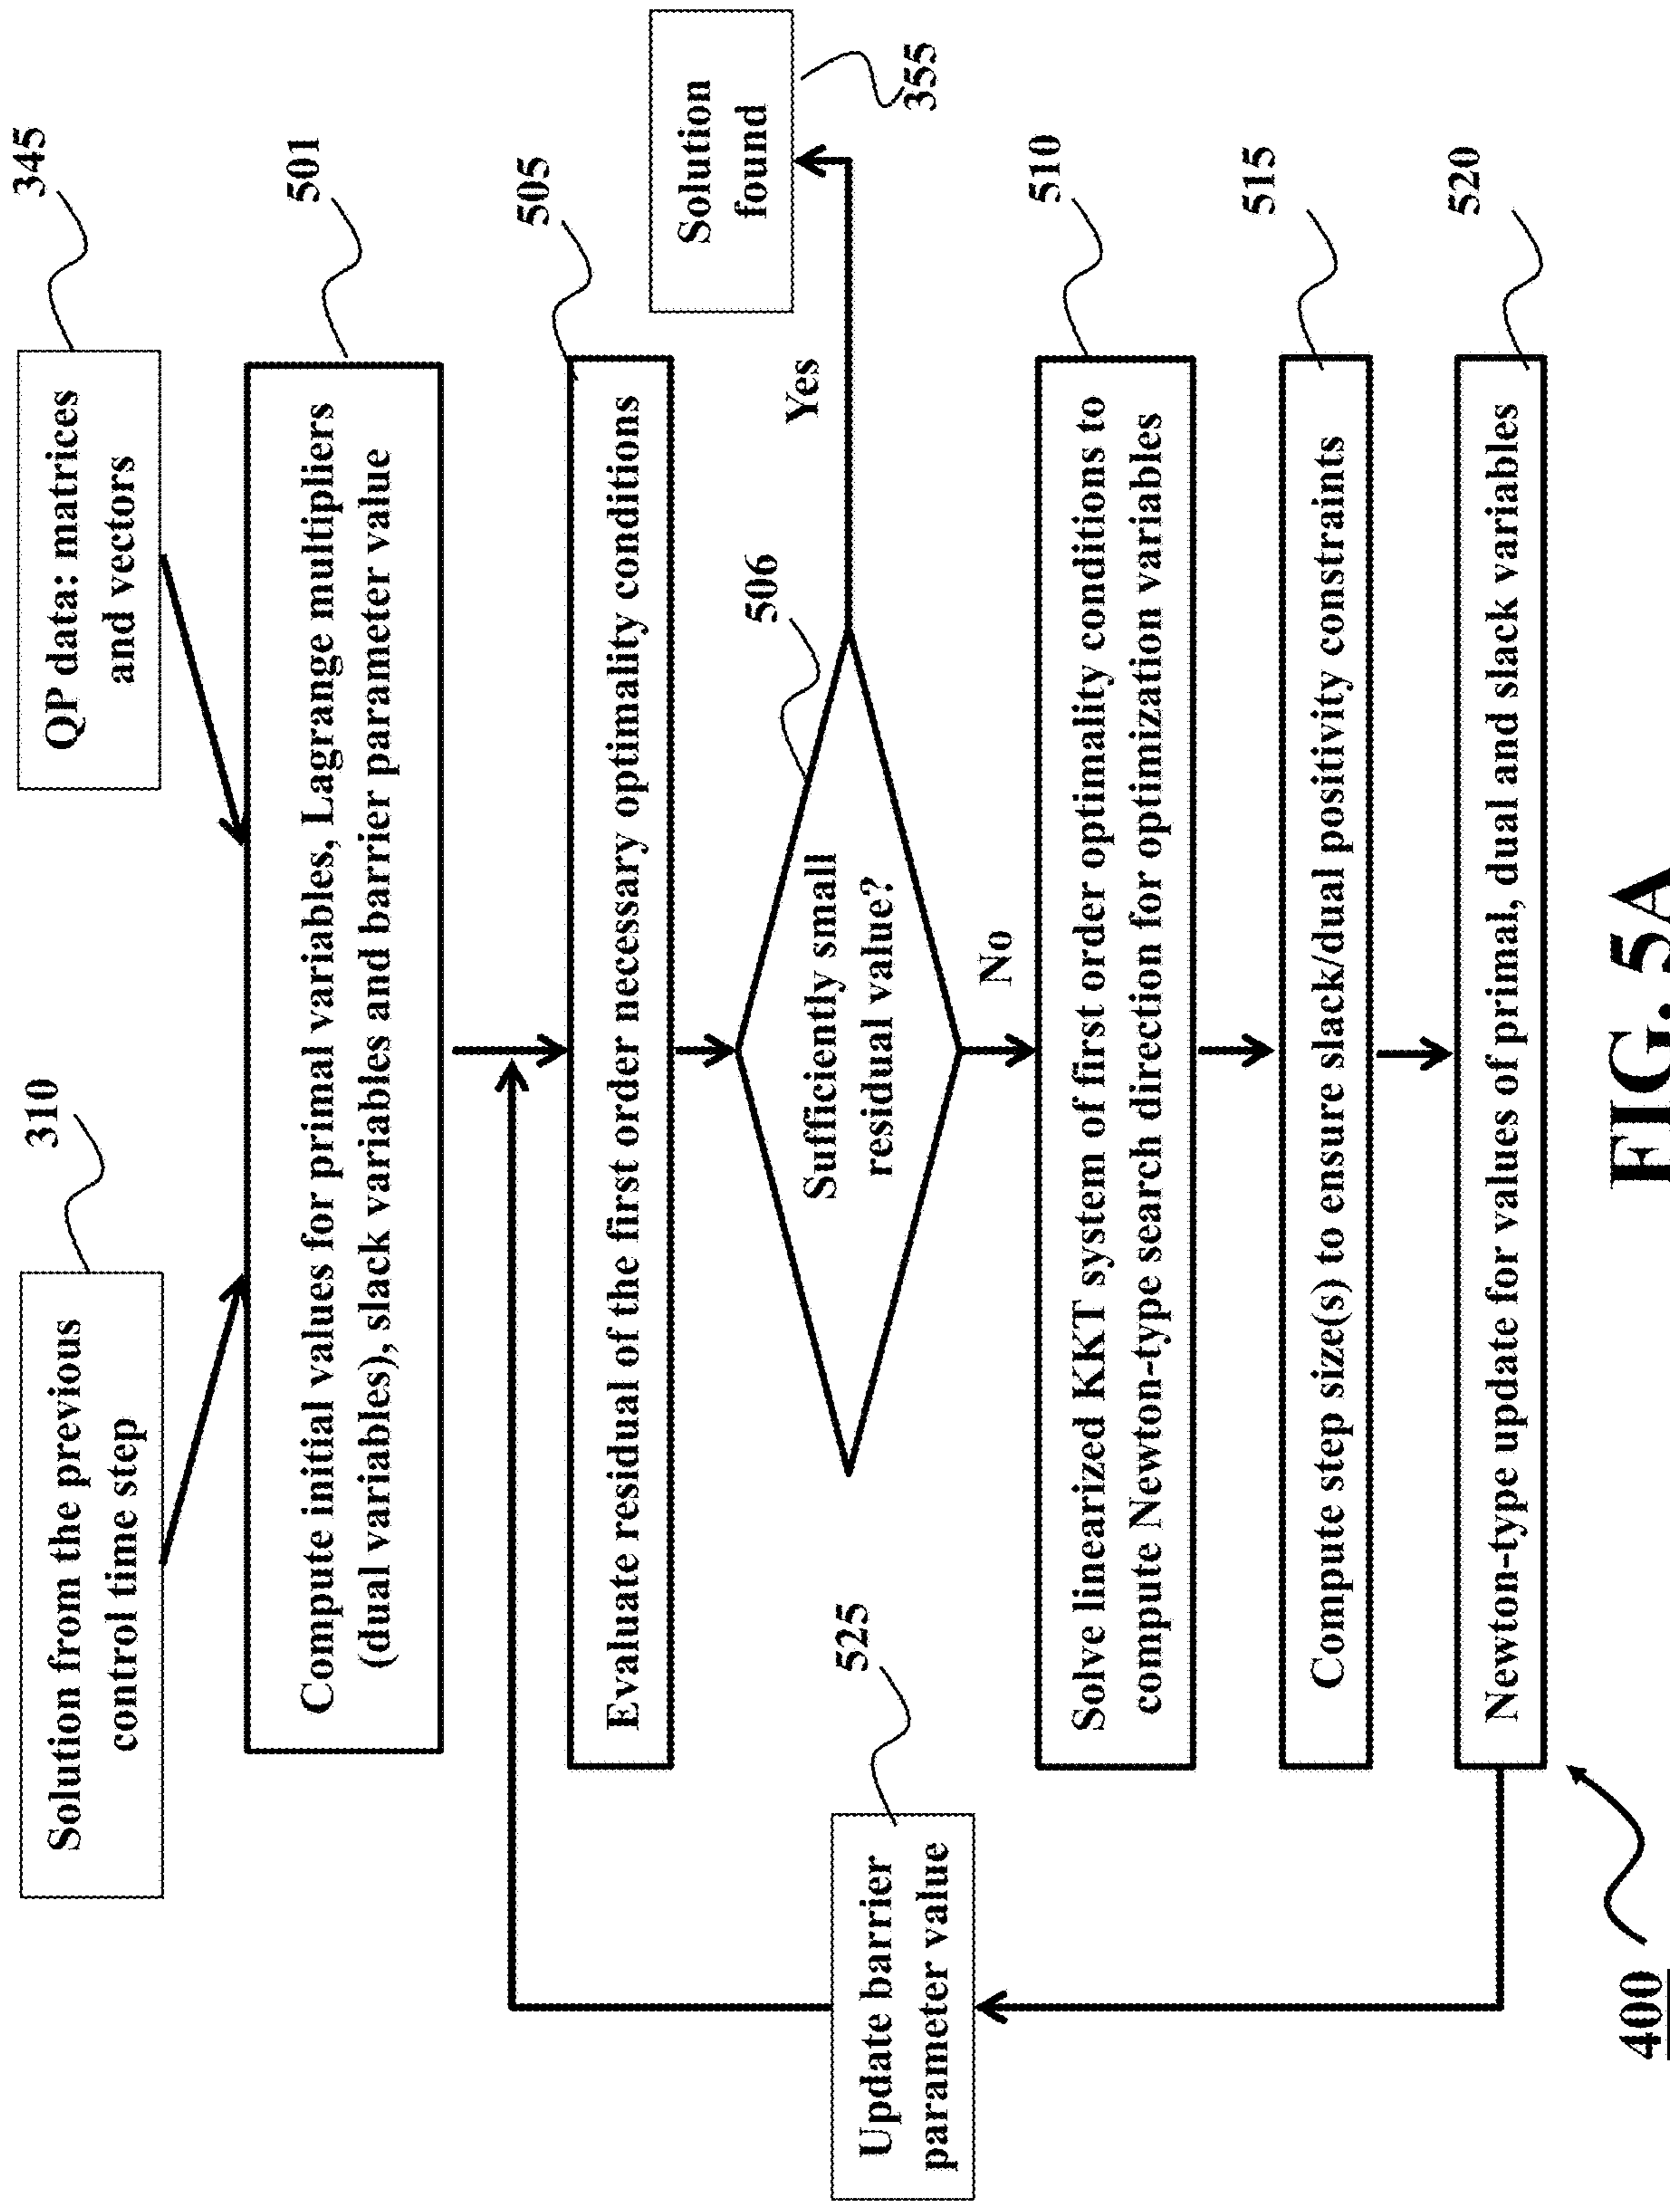 Solution from the previous
control time step
310
QP data: matrices
and vectors
345
Compute initial values for primal variables, Lagrange multipliers
(dual variables), slack variables and barrier parameter value
501
Evaluate residual of the first order necessary optimality conditions
505
Sufficiently small
residual value?
506
Yes
Solution
found
355
No
Solve linearized KKT system of first order optimality conditions to
compute Newton-type search direction for optimization variables
510
Compute step size(s) to ensure slack/dual positivity constraints
515
Newton-type update for values of primal, dual and slack variables
520
Update barrier
parameter value
525
400
FIG. 5A